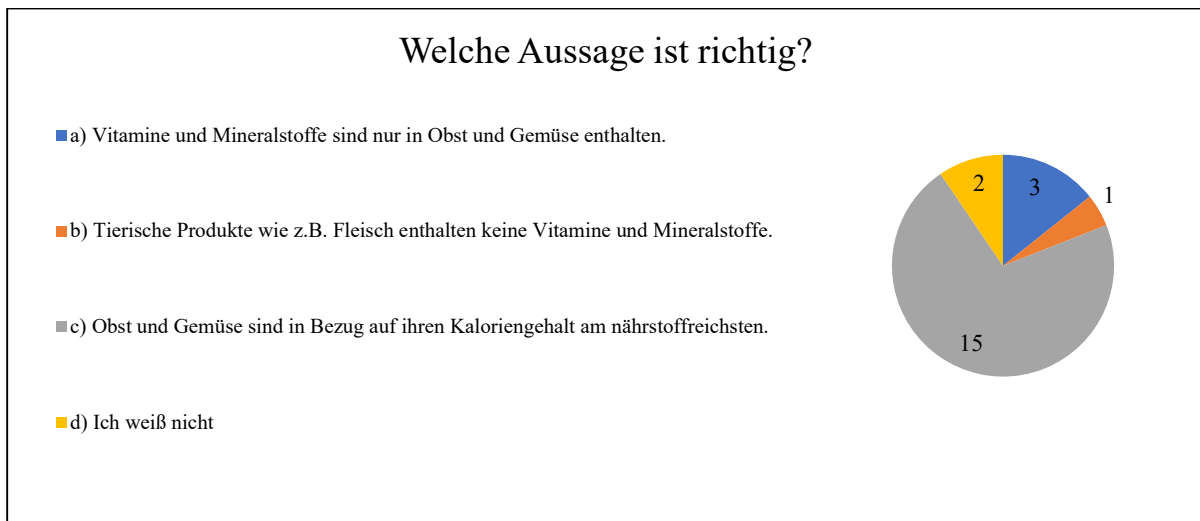 Welche Aussage ist richtig?
a) Vitamine und Mineralstoffe sind nur in Obst und Gemüse enthalten.
b) Tierische Produkte wie z.B. Fleisch enthalten keine Vitamine und Mineralstoffe.
c) Obst und Gemüse sind in Bezug auf ihren Kaloriengehalt am nährstoffreichsten.
d) Ich weiß nicht
2
3
1
15